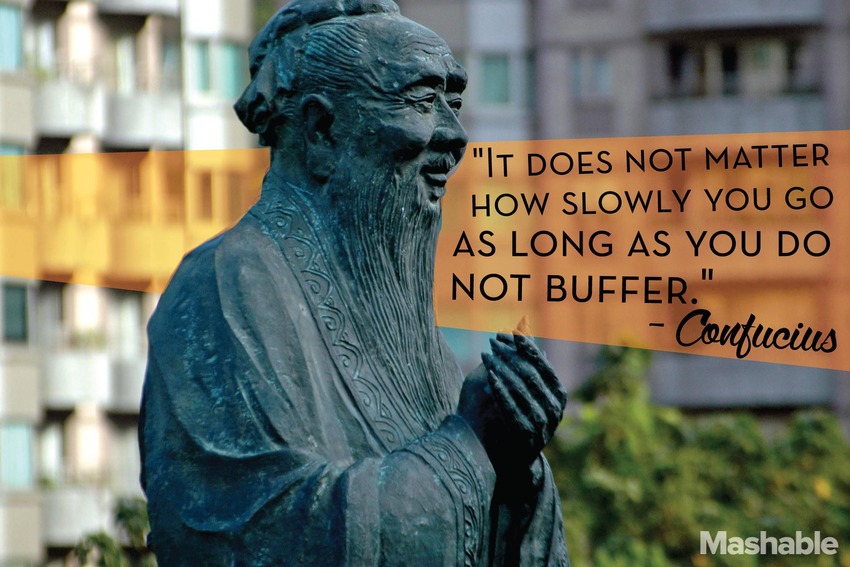 "IT DOES NOT MATTER
HOW SLOWLY YOU GO
AS LONG AS YOU DO
NOT BUFFER."
- Confucius
Mashable